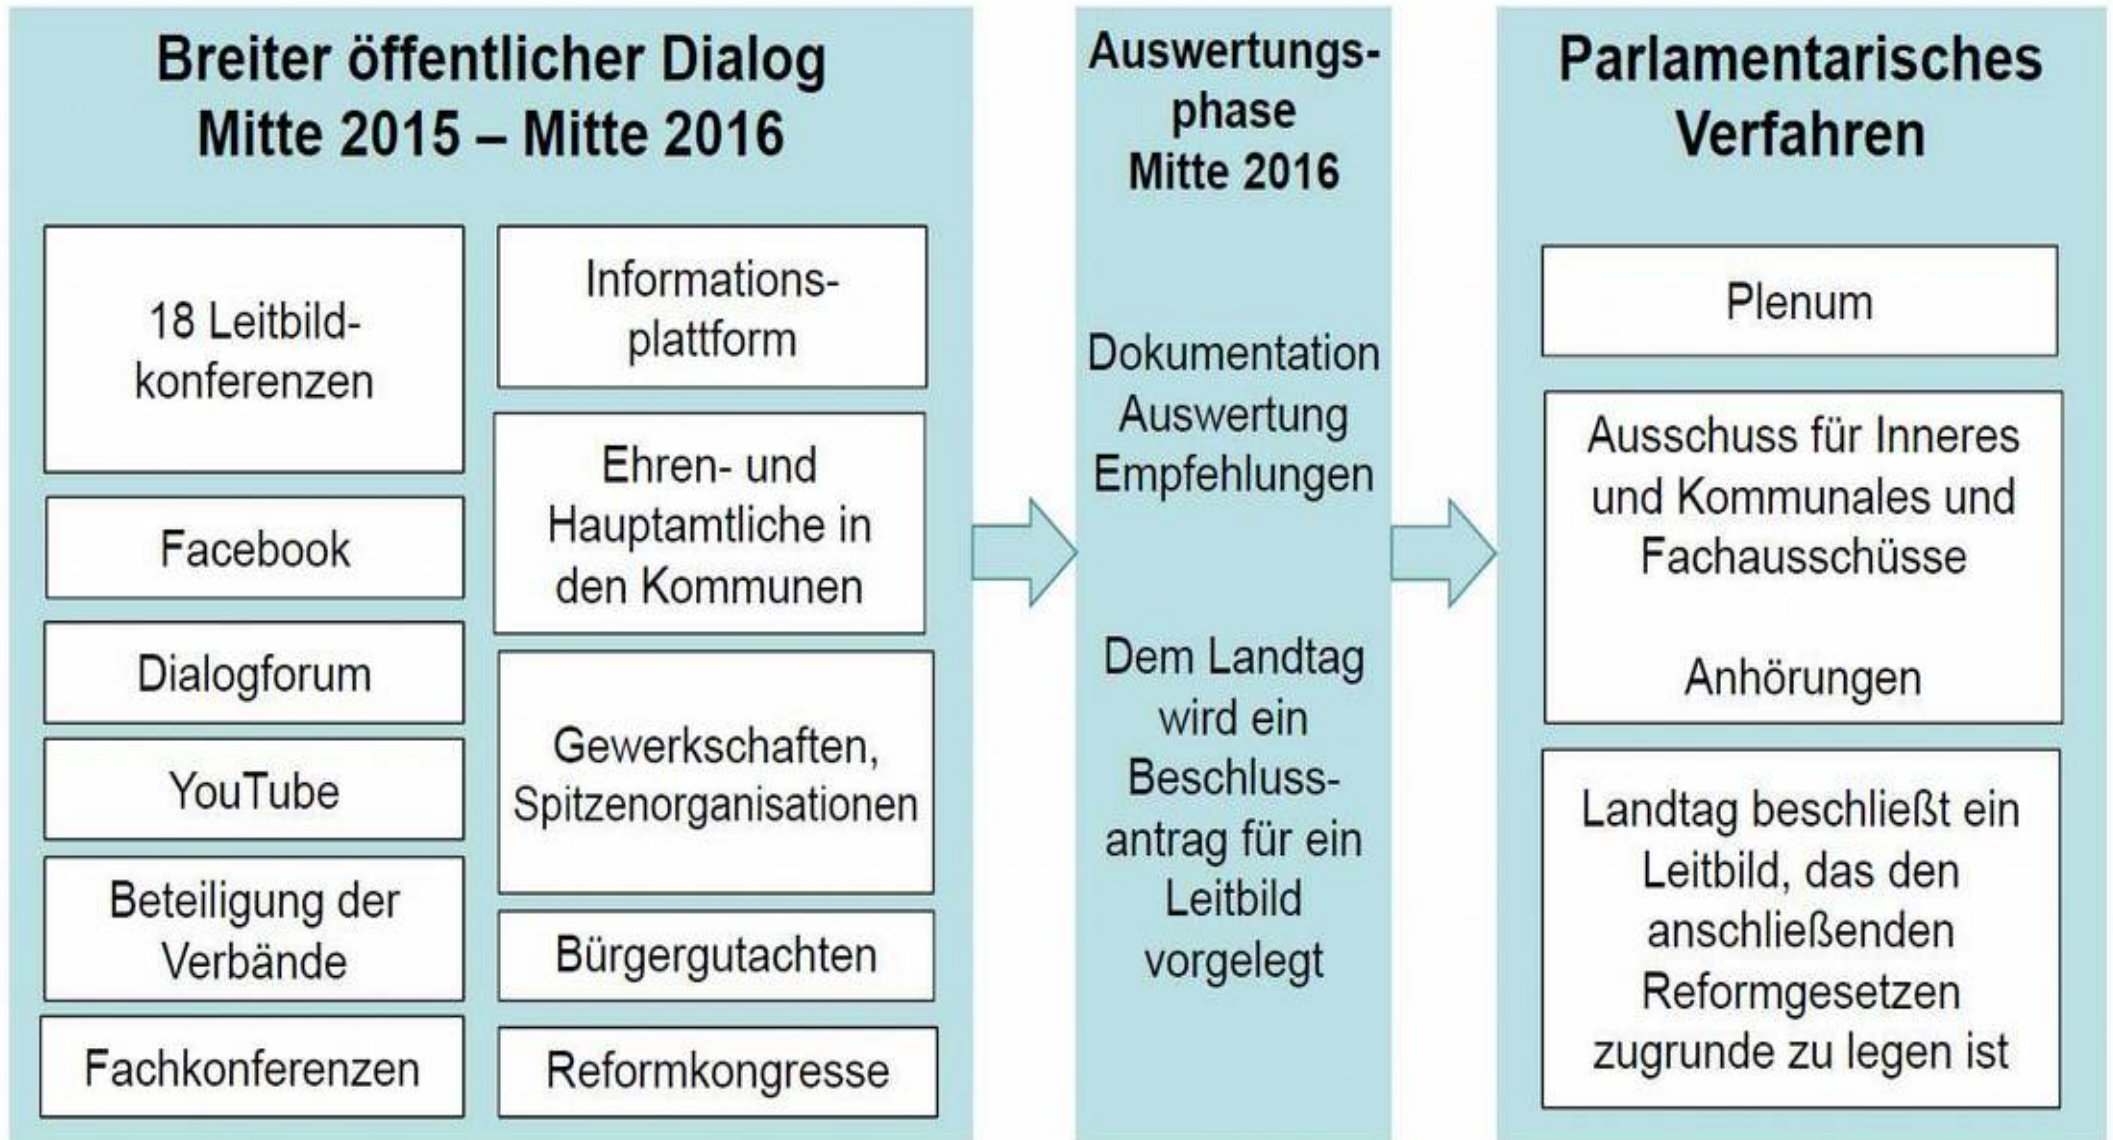 Breiter öffentlicher Dialog
Mitte 2015 – Mitte 2016
18 Leitbild-
konferenzen
Facebook
Dialogforum
YouTube
Beteiligung der
Verbände
Fachkonferenzen
Informations-
plattform
Ehren- und
Hauptamtliche in
den Kommunen
Gewerkschaften,
Spitzenorganisationen
Bürgergutachten
Reformkongresse
Auswertungs-
phase
Mitte 2016
Dokumentation
Auswertung
Empfehlungen
Dem Landtag
wird ein
Beschluss-
antrag für ein
Leitbild
vorgelegt
Parlamentarisches
Verfahren
Plenum
Ausschuss für Inneres
und Kommunales und
Fachausschüsse
Anhörungen
Landtag beschließt ein
Leitbild, das den
anschließenden
Reformgesetzen
zugrunde zu legen ist